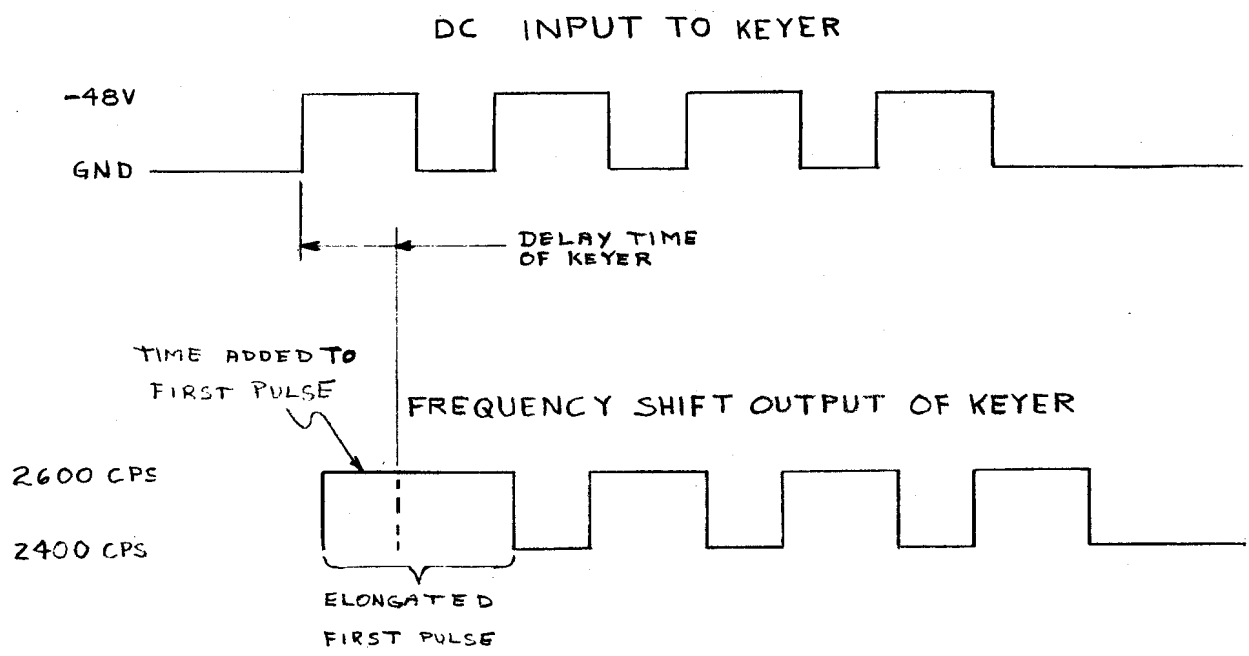 DC INPUT TO KEYER
-48V
GND
DELAY TIME
OF KEYER
TIME ADDED TO
FIRST PULSE
FREQUENCY SHIFT OUTPUT OF KEYER
2600 CPS
2400 CPS
ELONGATED
FIRST PULSE